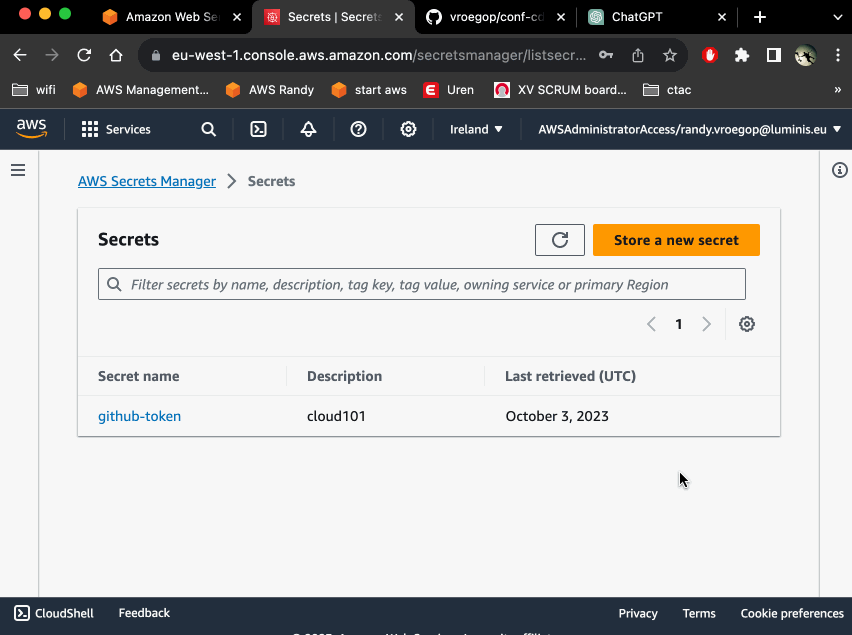 Amazon Web Se
Secrets | Secrets
vroegop/conf-cd
ChatGPT
eu-west-1.console.aws.amazon.com/secretsmanager/listsecr...
wifi
AWS Management...
AWS Randy
start aws
Uren
XV SCRUM board...
ctac
»
aws
Services
Ireland
AWSAdministratorAccess/randy.vroegop@luminis.eu
AWS Secrets Manager > Secrets
Secrets
Store a new secret
Filter secrets by name, description, tag key, tag value, owning service or primary Region
1
Secret name Description Last retrieved (UTC)
github-token cloud101 October 3, 2023
CloudShell Feedback Privacy Terms Cookie preferences